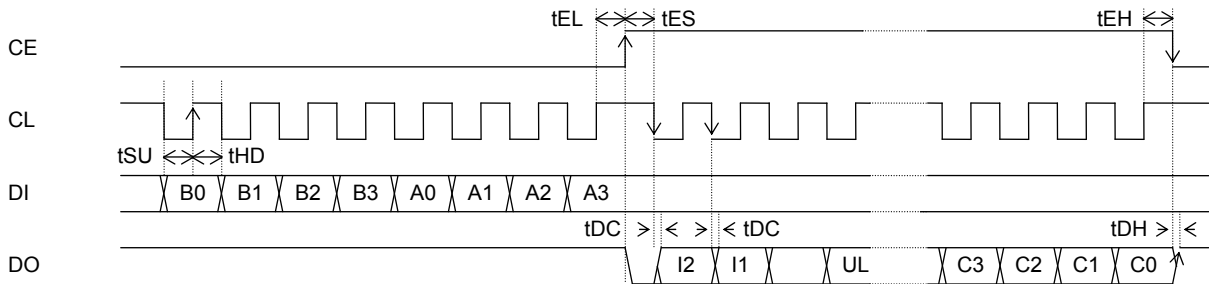 tEL tES tEH
CE
CL
tSU tHD
DI B0 B1 B2 B3 A0 A1 A2 A3
tDC tDC tDH
DO I2 I1 UL C3 C2 C1 C0